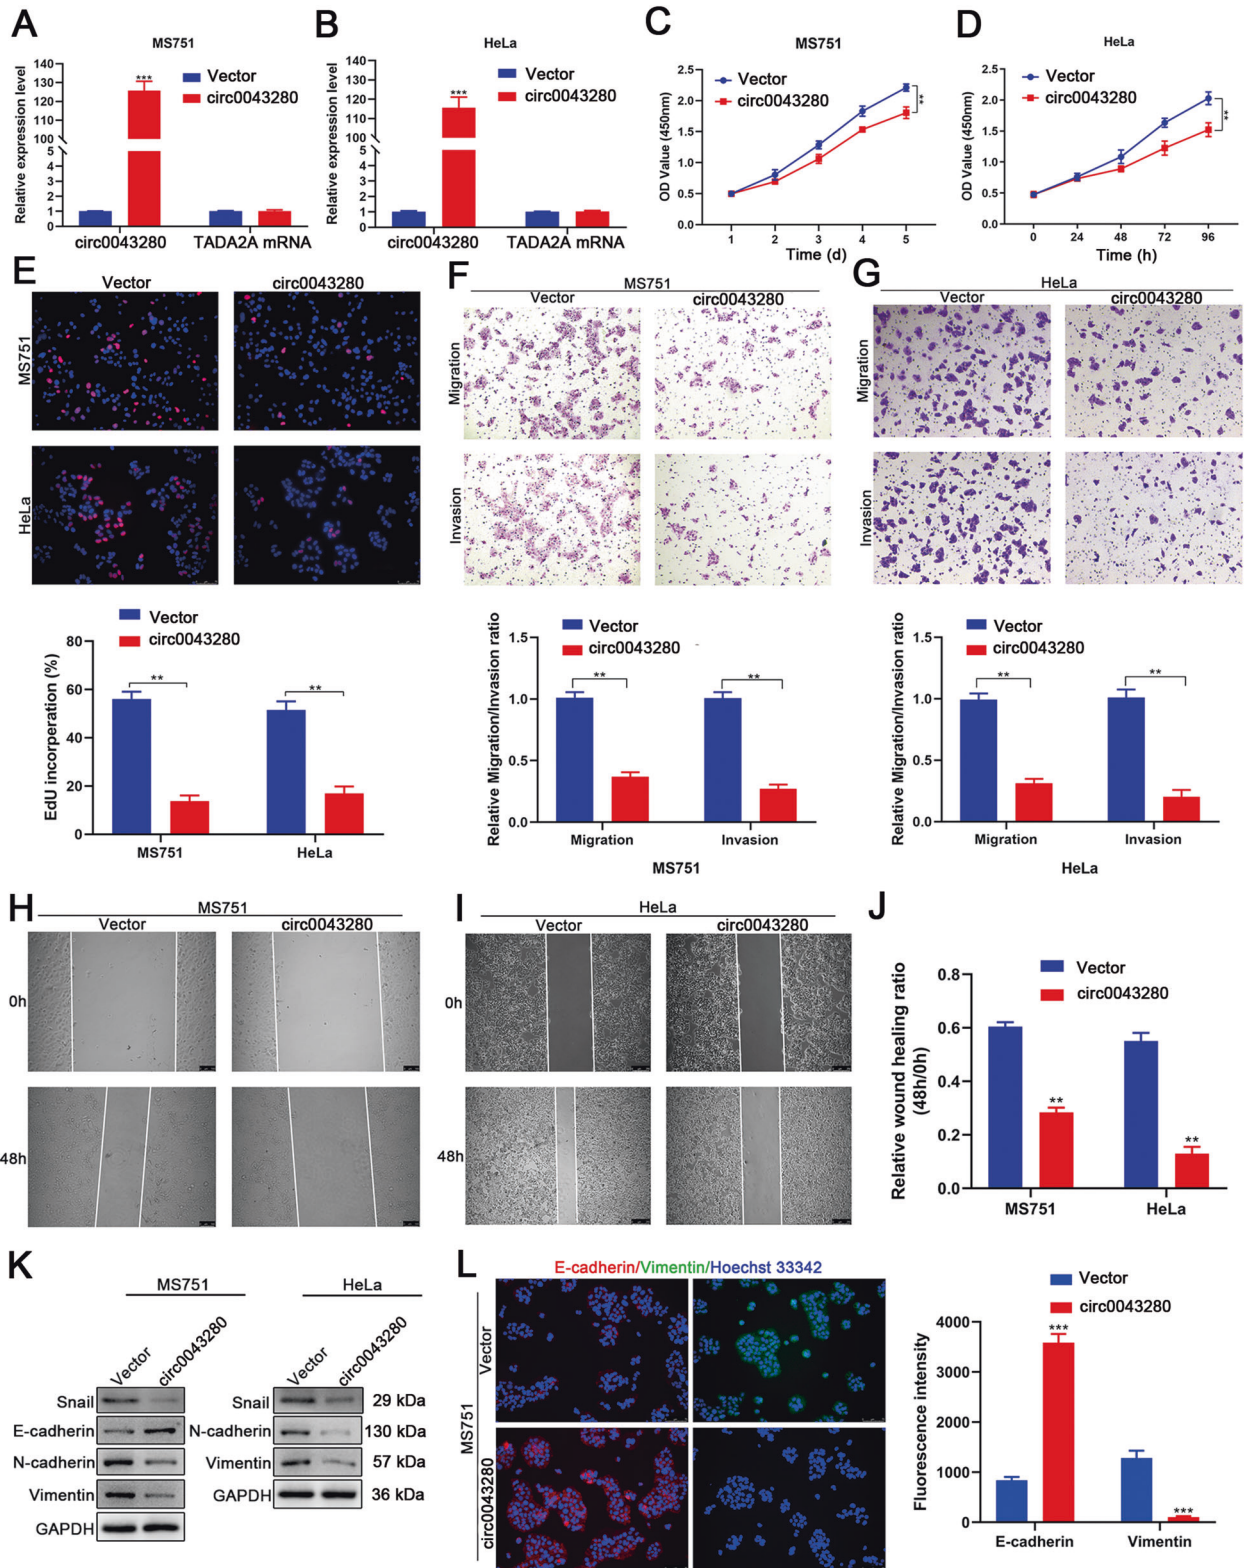 A
MS751
Relative expression level
140
130
120
110
100
5
4
3
2
1
0
***
Vector
circ0043280
circ0043280
TADA2A mRNA
B
HeLa
Relative expression level
140
130
120
110
100
5
4
3
2
1
0
***
Vector
circ0043280
circ0043280
TADA2A mRNA
C
MS751
OD Value (450nm)
2.5
2.0
1.5
1.0
0.5
0.0
Vector
circ0043280
**
1 2 3 4 5
Time (d)
D
HeLa
OD Value (450nm)
2.5
2.0
1.5
1.0
0.5
0.0
Vector
circ0043280
**
0 24 48 72 96
Time (h)
E
Vector
circ0043280
MS751
HeLa
Vector
circ0043280
EdU incorperation (%)
80
60
40
20
0
**
**
MS751
HeLa
F
MS751
Vector
circ0043280
Migration
Invasion
Vector
circ0043280
Relative Migration/Invasion ratio
1.5
1.0
0.5
0.0
**
**
Migration
Invasion
MS751
G
HeLa
Vector
circ0043280
Migration
Invasion
Vector
circ0043280
Relative Migration/Invasion ratio
1.5
1.0
0.5
0.0
**
**
Migration
Invasion
HeLa
H
MS751
Vector
circ0043280
0h
48h
I
HeLa
Vector
circ0043280
0h
48h
J
Vector
circ0043280
Relative wound healing ratio
(48h/0h)
0.8
0.6
0.4
0.2
0.0
**
**
MS751
HeLa
K
MS751
Vector
circ0043280
Snail
E-cadherin
N-cadherin
Vimentin
GAPDH
HeLa
Vector
circ0043280
Snail 29 kDa
N-cadherin 130 kDa
Vimentin 57 kDa
GAPDH 36 kDa
L
E-cadherin/Vimentin/Hoechst 33342
MS751
Vector
circ0043280
Vector
circ0043280
Fluorescence intensity
4000
3000
2000
1000
0
***
***
E-cadherin
Vimentin